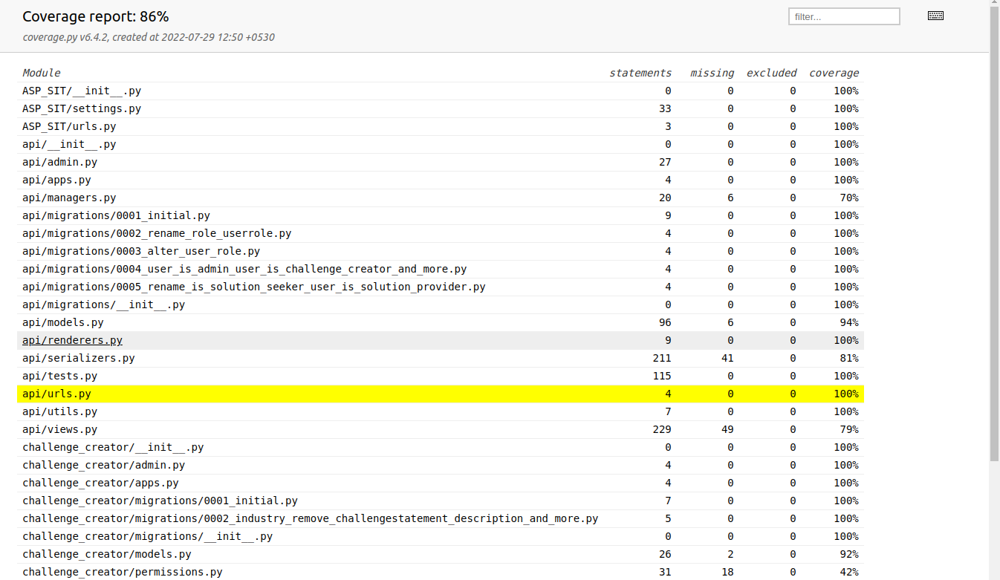 Coverage report: 86%
filter...
coverage.py v6.4.2, created at 2022-07-29 12:50 +0530
Module statements missing excluded coverage
ASP_SIT/__init__.py 0 0 0 100%
ASP_SIT/settings.py 33 0 0 100%
ASP_SIT/urls.py 3 0 0 100%
api/__init__.py 0 0 0 100%
api/admin.py 27 0 0 100%
api/apps.py 4 0 0 100%
api/managers.py 20 6 0 70%
api/migrations/0001_initial.py 9 0 0 100%
api/migrations/0002_rename_role_userrole.py 4 0 0 100%
api/migrations/0003_alter_user_role.py 4 0 0 100%
api/migrations/0004_user_is_admin_user_is_challenge_creator_and_more.py 4 0 0 100%
api/migrations/0005_rename_is_solution_seeker_user_is_solution_provider.py 4 0 0 100%
api/migrations/__init__.py 0 0 0 100%
api/models.py 96 6 0 94%
api/renderers.py 9 0 0 100%
api/serializers.py 211 41 0 81%
api/tests.py 115 0 0 100%
api/urls.py 4 0 0 100%
api/utils.py 7 0 0 100%
api/views.py 229 49 0 79%
challenge_creator/__init__.py 0 0 0 100%
challenge_creator/admin.py 4 0 0 100%
challenge_creator/apps.py 4 0 0 100%
challenge_creator/migrations/0001_initial.py 7 0 0 100%
challenge_creator/migrations/0002_industry_remove_challengestatement_description_and_more.py 5 0 0 100%
challenge_creator/migrations/__init__.py 0 0 0 100%
challenge_creator/models.py 26 2 0 92%
challenge_creator/permissions.py 31 18 0 42%